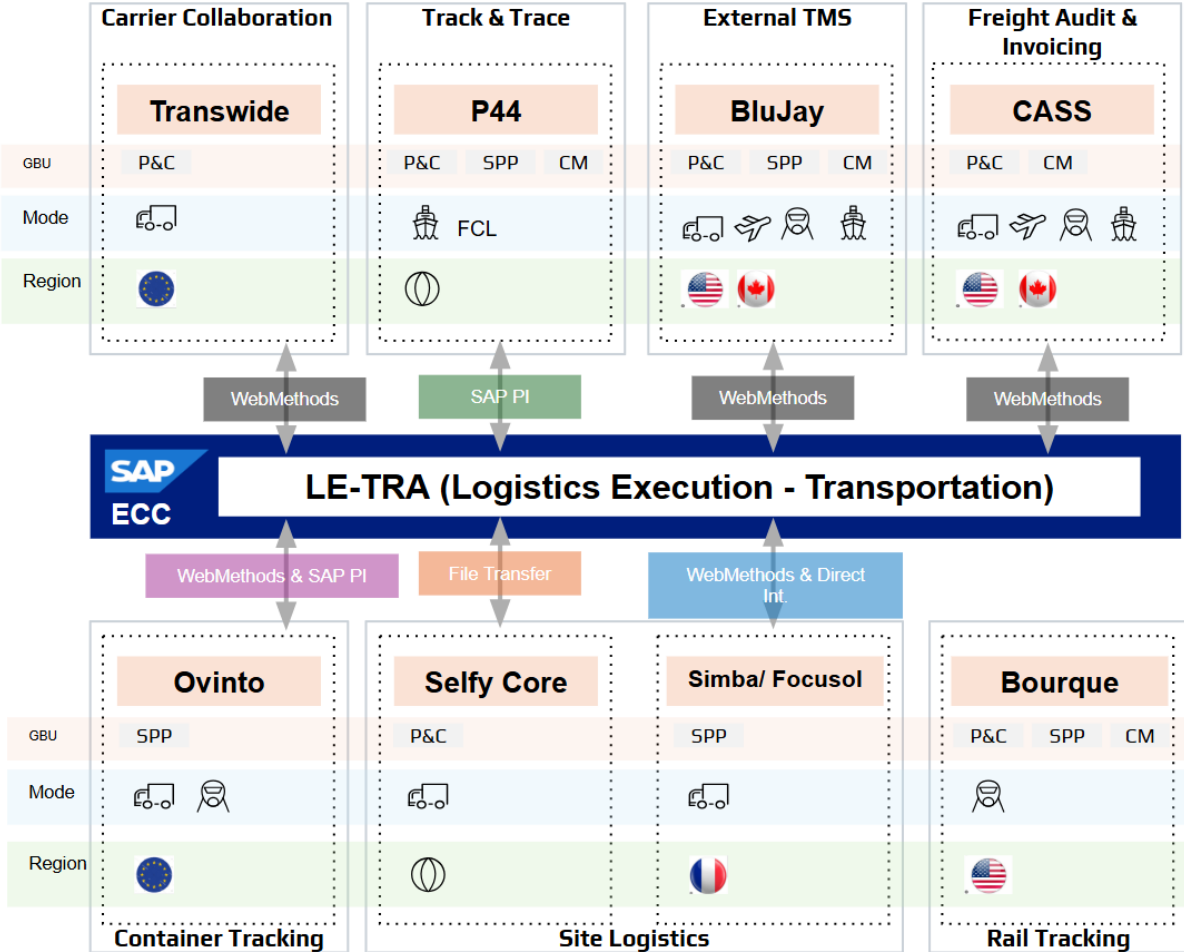 Carrier Collaboration
Track & Trace
External TMS
Freight Audit &
Invoicing
Transwide
P44
BluJay
CASS
GBU
P&C
P&C SPP CM
P&C SPP CM
P&C CM
Mode
FCL
Region
WebMethods
SAP PI
WebMethods
WebMethods
SAP
ECC
LE-TRA (Logistics Execution - Transportation)
WebMethods & SAP PI
File Transfer
WebMethods & Direct
Int.
Ovinto
Selfy Core
Simba/ Focusol
Bourque
GBU
SPP
P&C
SPP
P&C SPP CM
Mode
Region
Container Tracking
Site Logistics
Rail Tracking